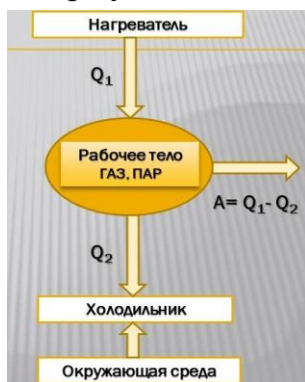 Нагреватель
Q₁
Рабочее тело
ГАЗ, ПАР
A= Q₁- Q₂
Q₂
Холодильник
Окружающая среда